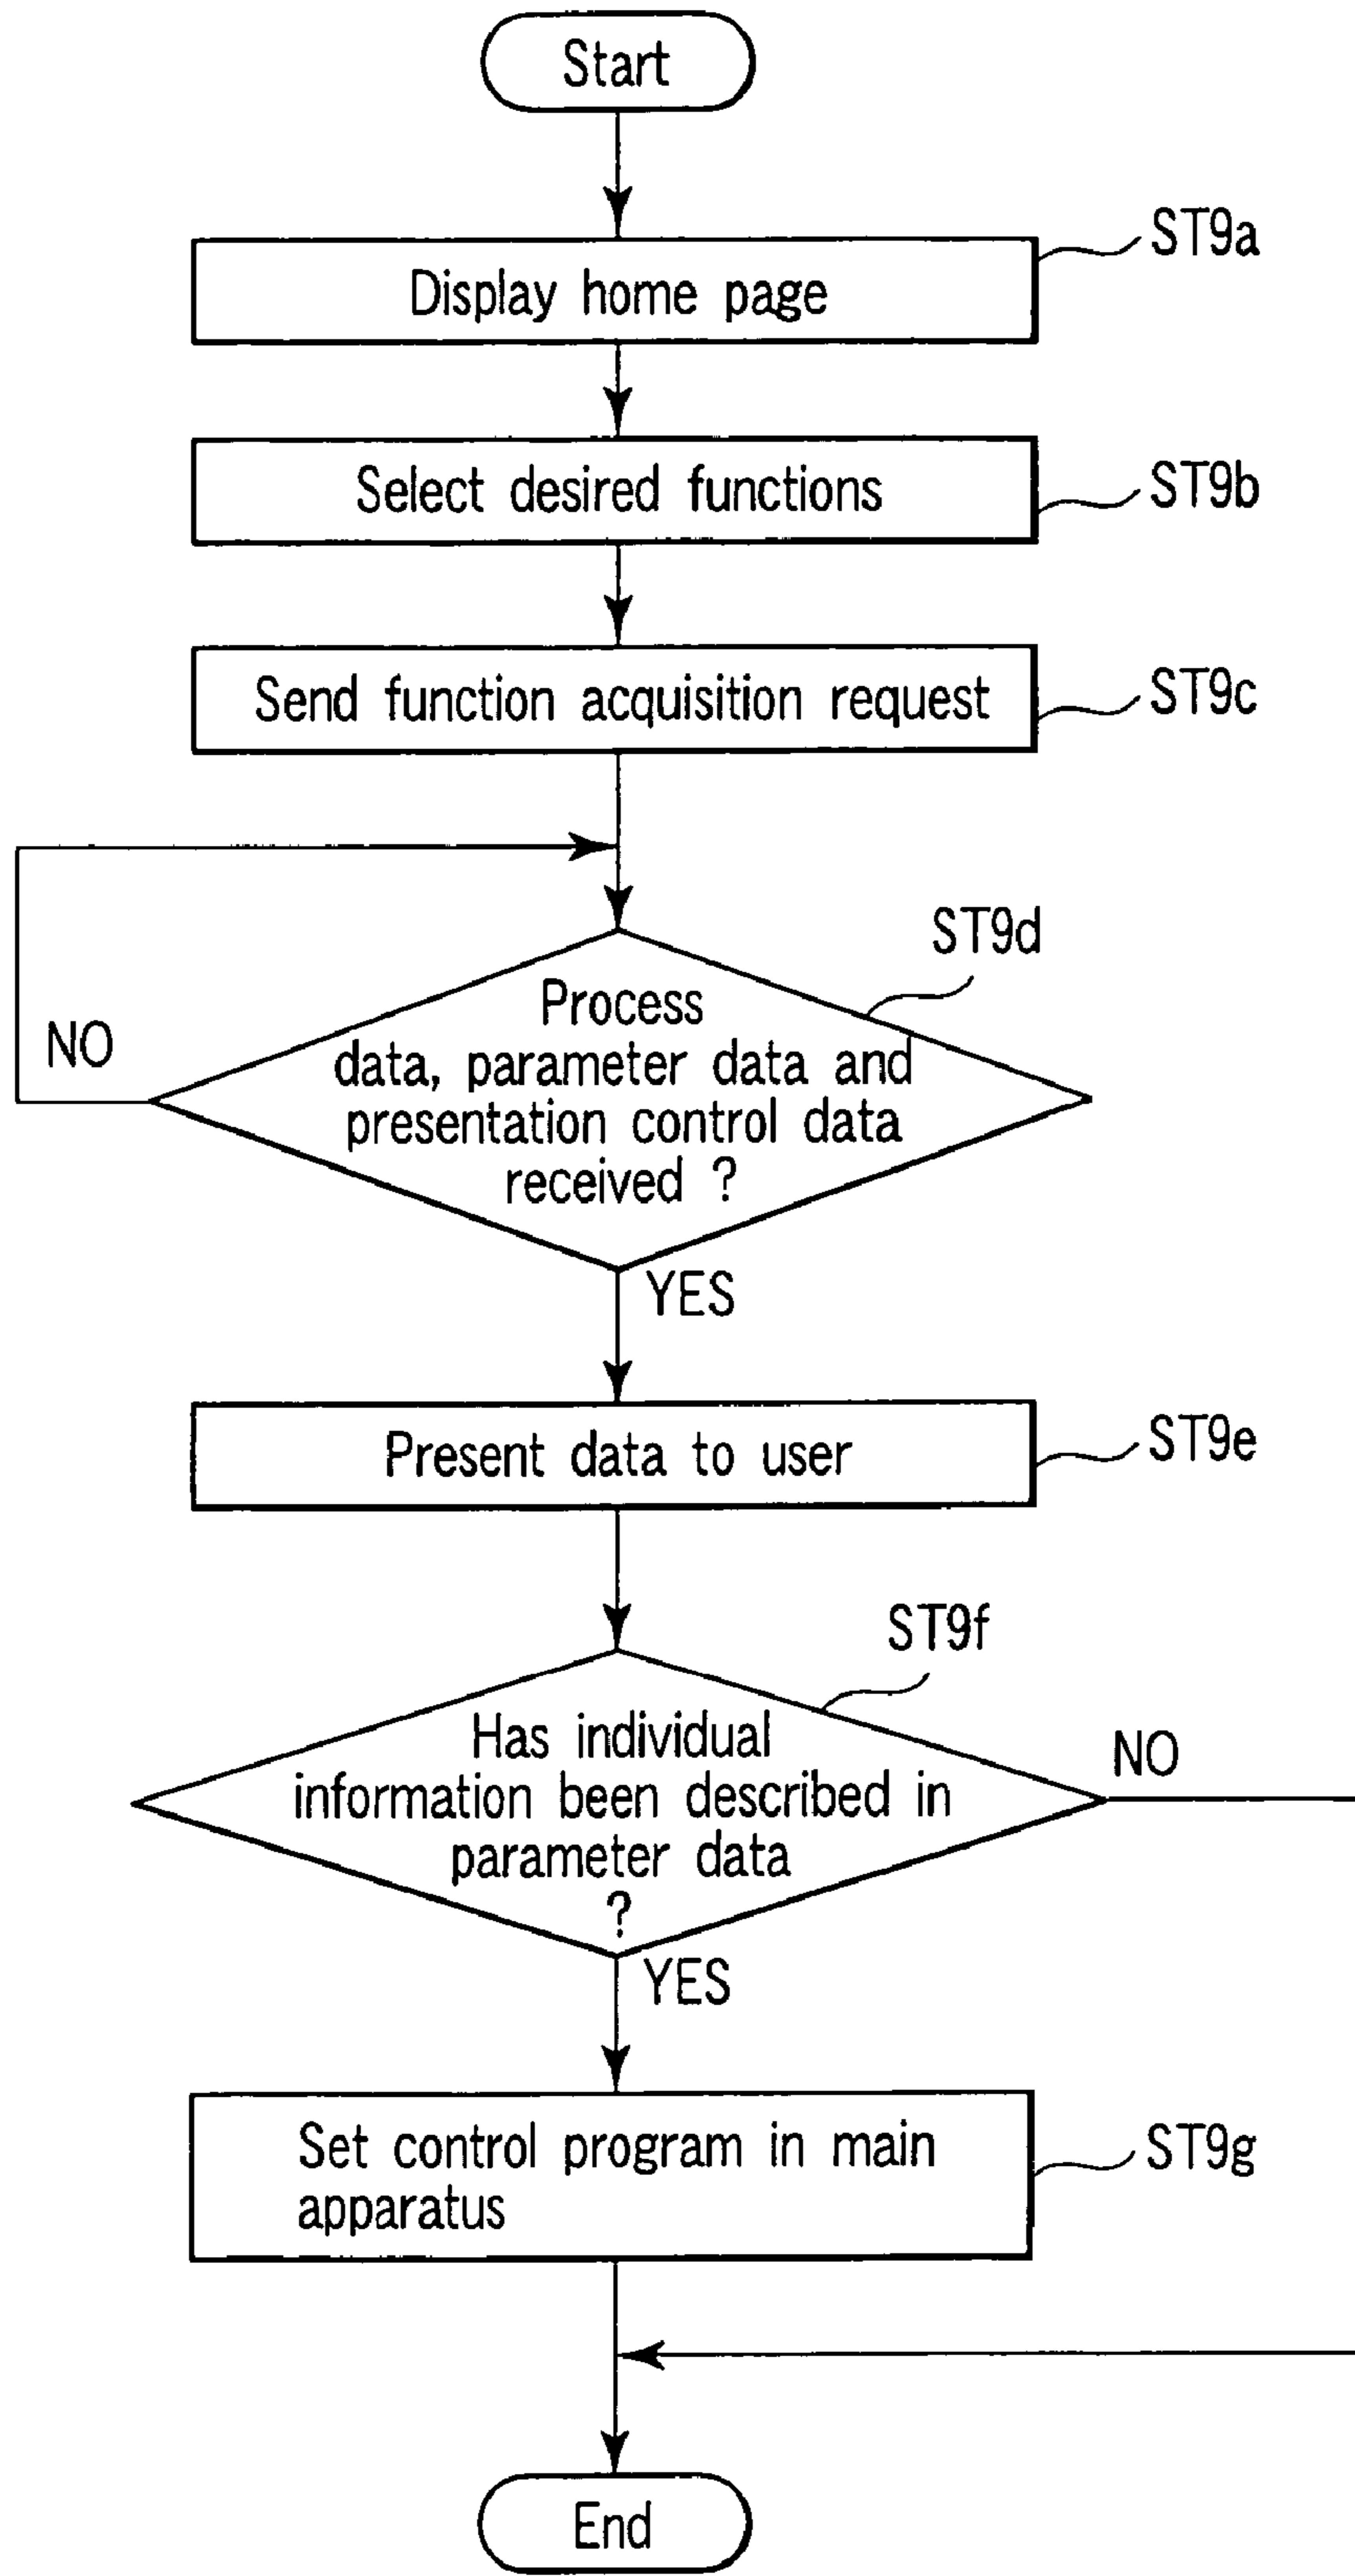 Start
ST9a
Display home page
Select desired functions
ST9b
Send function acquisition request
ST9c
ST9d
Process
data, parameter data and
presentation control data
received ?
NO
YES
Present data to user
ST9e
ST9f
Has individual
information been described in
parameter data
?
NO
YES
Set control program in main
apparatus
ST9g
End